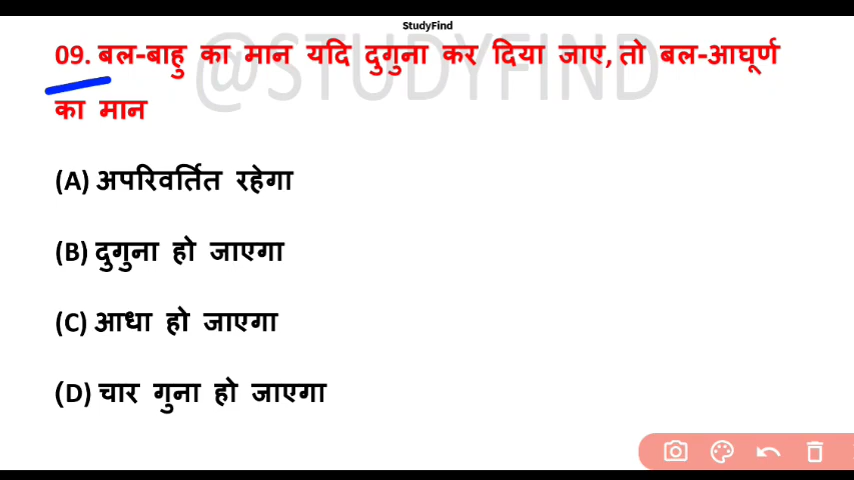 StudyFind
@STUDYFIND
09. बल-बाहु का मान यदि दुगुना कर दिया जाए, तो बल-आघूर्ण
का मान
(A) अपरिवर्तित रहेगा
(B) दुगुना हो जाएगा
(C) आधा हो जाएगा
(D) चार गुना हो जाएगा